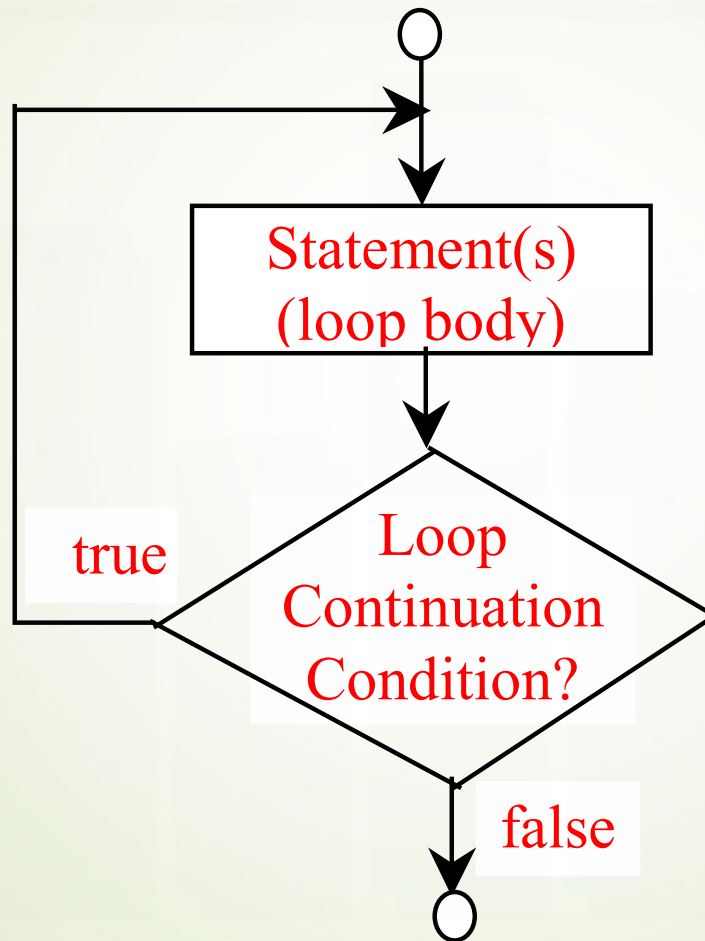 Statement(s)
(loop body)
true
Loop
Continuation
Condition?
false